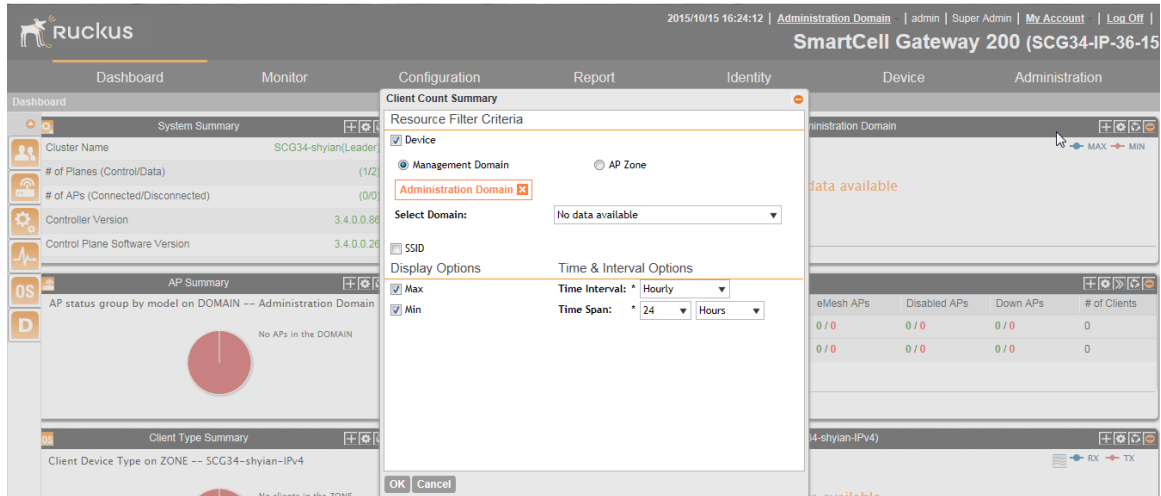 Ruckus
2015/10/15 16:24:12 | Administration Domain | admin | Super Admin | My Account | Log Off |
SmartCell Gateway 200 (SCG34-IP-36-15
Dashboard Monitor Configuration Report Identity Device Administration
Dashboard
System Summary
Cluster Name SCG34-shyian(Leader)
# of Planes (Control/Data) (1/2)
# of APs (Connected/Disconnected) (0/0)
Controller Version 3.4.0.0.86
Control Plane Software Version 3.4.0.0.26
AP Summary
AP status group by model on DOMAIN -- Administration Domain
No APs in the DOMAIN
OS
D
OS
Client Type Summary
Client Device Type on ZONE -- SCG34-shyian-IPv4
Client Count Summary
Resource Filter Criteria
Device
Management Domain AP Zone
Administration Domain
Select Domain: No data available
SSID
Display Options Time & Interval Options
Max Time Interval: * Hourly
Min Time Span: * 24 Hours
OK Cancel
ministration Domain
MAX MIN
data available
eMesh APs Disabled APs Down APs # of Clients
0 / 0 0 / 0 0 / 0 0
0 / 0 0 / 0 0 / 0 0
34-shyian-IPv4)
RX TX